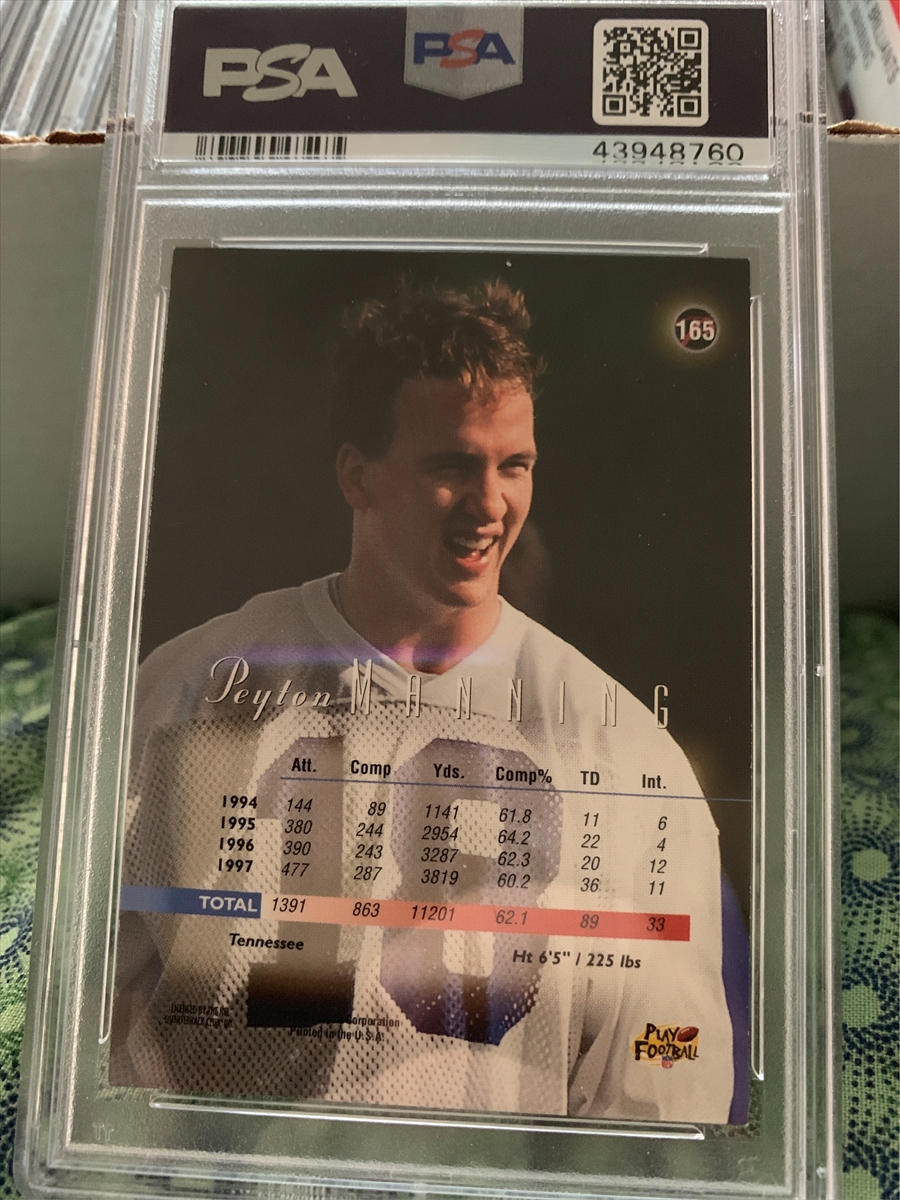 PSA
PSA
43948760
165
Peyton MANNING
18
Att. Comp. Yds. Comp% TD Int.
1994 144 89 1141 61.8 11 6
1995 380 244 2954 64.2 22 4
1996 390 243 3287 62.3 20 12
1997 477 287 3819 60.2 36 11
TOTAL 1391 863 11201 62.1 89 33
Tennessee
Ht 6'5" / 225 lbs
Corporation
Printed in the U.S.A.
PLAY
FOOTBALL